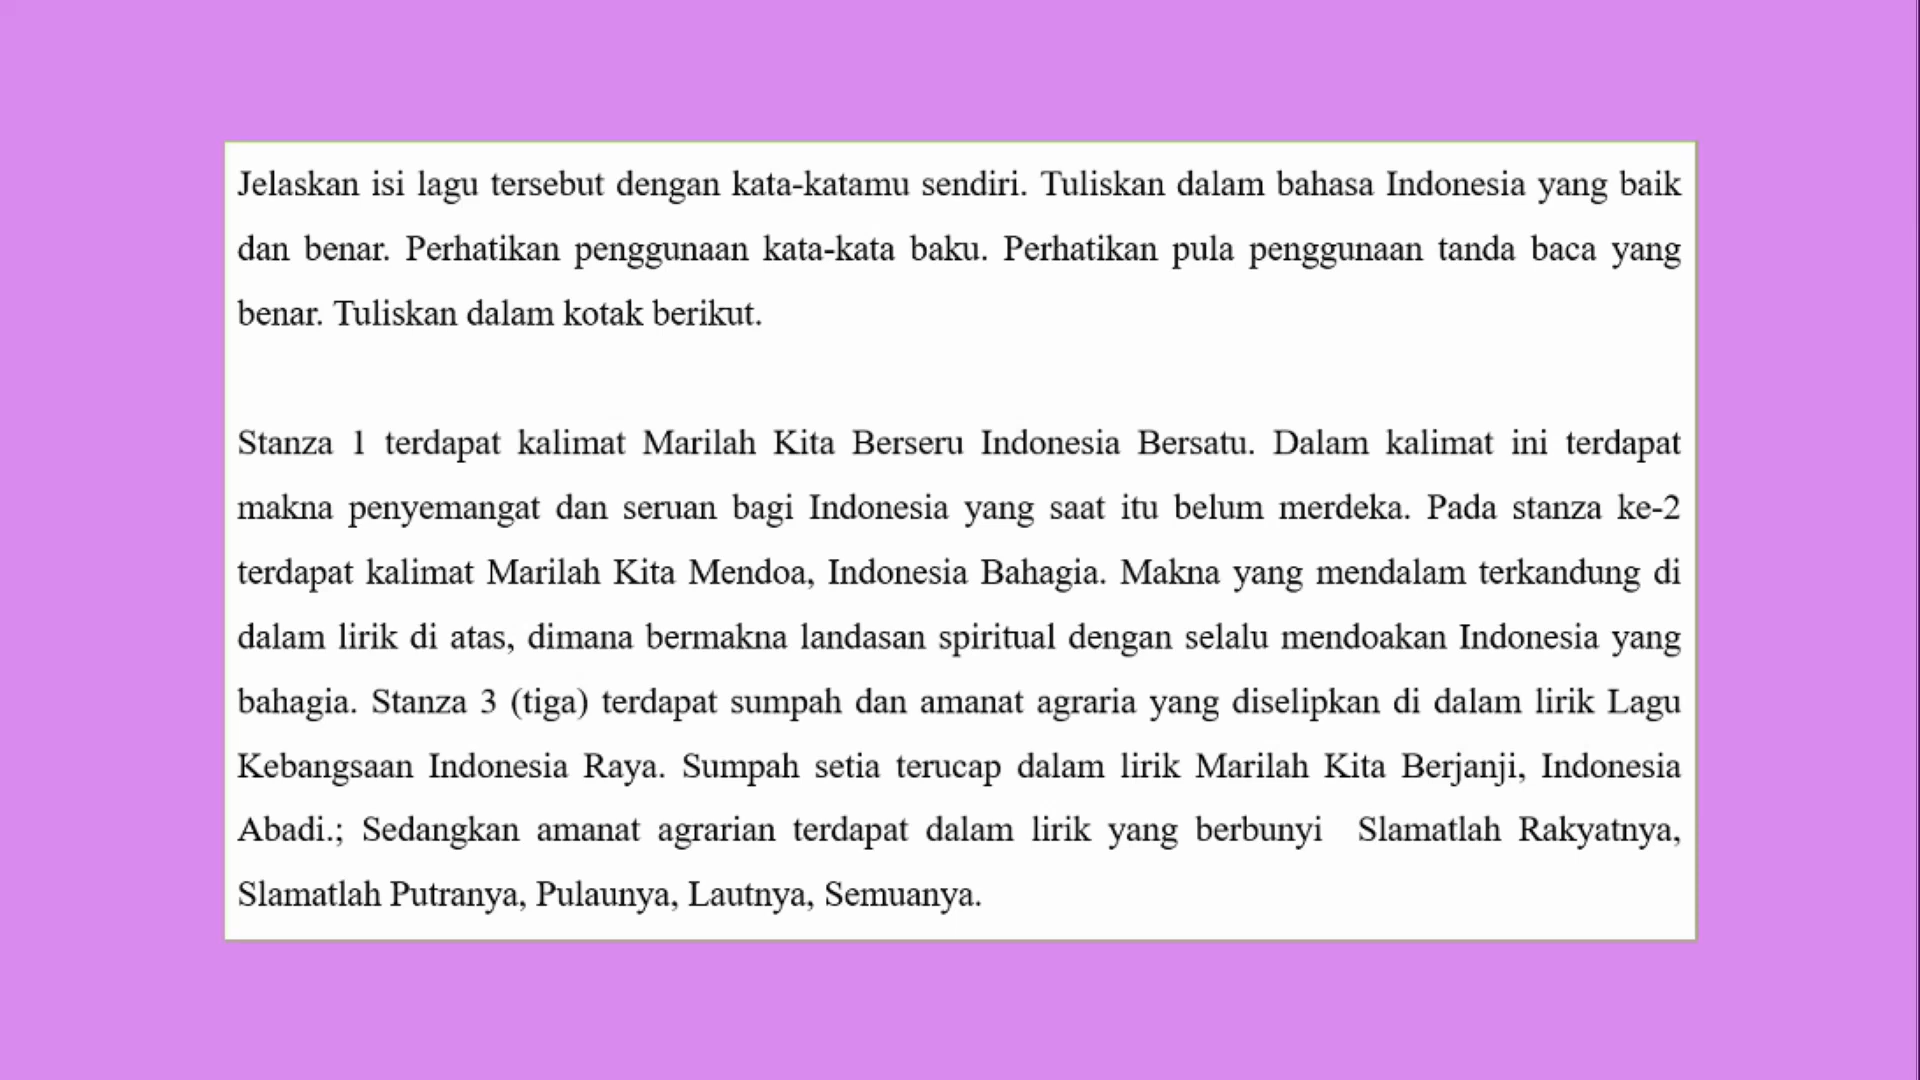 Jelaskan isi lagu tersebut dengan kata-katamu sendiri. Tuliskan dalam bahasa Indonesia yang baik
dan benar. Perhatikan penggunaan kata-kata baku. Perhatikan pula penggunaan tanda baca yang
benar. Tuliskan dalam kotak berikut.
Stanza 1 terdapat kalimat Marilah Kita Berseru Indonesia Bersatu. Dalam kalimat ini terdapat
makna penyemangat dan seruan bagi Indonesia yang saat itu belum merdeka. Pada stanza ke-2
terdapat kalimat Marilah Kita Mendoa, Indonesia Bahagia. Makna yang mendalam terkandung di
dalam lirik di atas, dimana bermakna landasan spiritual dengan selalu mendoakan Indonesia yang
bahagia. Stanza 3 (tiga) terdapat sumpah dan amanat agraria yang diselipkan di dalam lirik Lagu
Kebangsaan Indonesia Raya. Sumpah setia terucap dalam lirik Marilah Kita Berjanji, Indonesia
Abadi.; Sedangkan amanat agrarian terdapat dalam lirik yang berbunyi  Slamatlah Rakyatnya,
Slamatlah Putranya, Pulaunya, Lautnya, Semuanya.